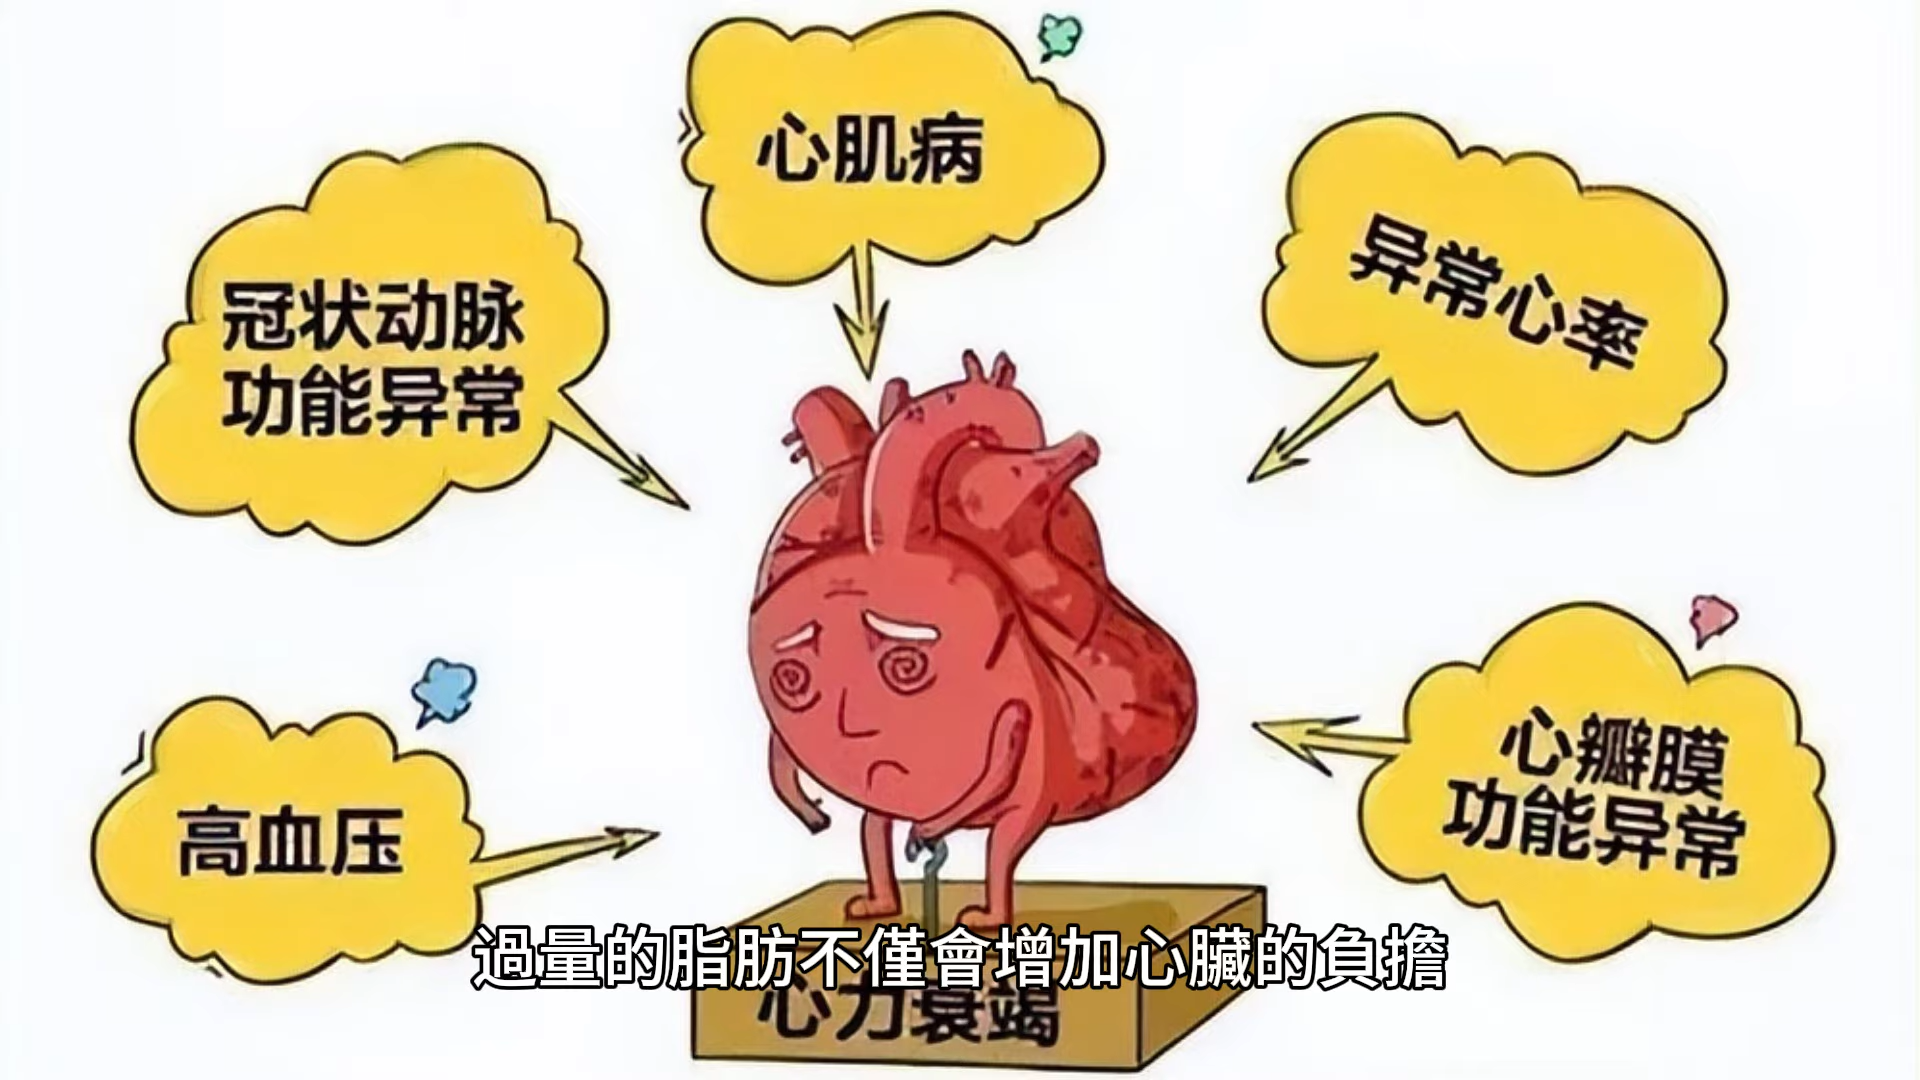 心肌病
冠状动脉
功能异常
异常心率
高血压
心瓣膜
功能异常
過量的脂肪不僅會增加心臟的負擔
心力衰竭